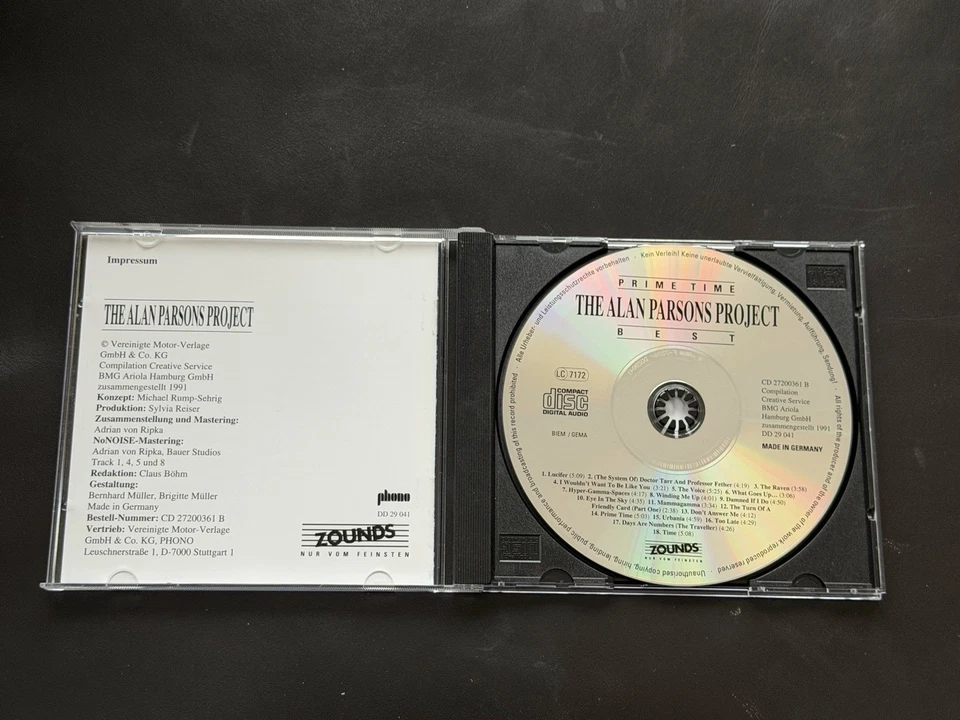 Impressum
THE ALAN PARSONS PROJECT
© Vereinigte Motor-Verlage
GmbH & Co. KG
Compilation Creative Service
BMG Ariola Hamburg GmbH
zusammengestellt 1991
Konzept: Michael Rump-Sehrig
Produktion: Sylvia Reiser
Zusammenstellung und Mastering:
Adrian von Ripka
NoNOISE-Mastering:
Adrian von Ripka, Bauer Studios
Track 1, 4, 5 und 8
Redaktion: Claus Böhm
Gestaltung:
Bernhard Müller, Brigitte Müller
Made in Germany
Bestell-Nummer: CD 27200361 B
Vertrieb: Vereinigte Motor-Verlage
GmbH & Co. KG, PHONO
Leuschnerstraße 1, D-7000 Stuttgart 1
phono
DD 29 041
ZOUNDS
NUR VOM FEINSTEN
Alle Urheber- und Leistungsschutzrechte vorbehalten · Kein Verleih! Keine unerlaubte Vervielfältigung, Vermietung, Aufführung, Sendung!
All rights of the producer and of the owner of the work reproduced reserved. Unauthorised copying, hiring, lending, public performance and broadcasting of this record prohibited
PRIME TIME
THE ALAN PARSONS PROJECT
BEST
LC 7172
COMPACT
disc
DIGITAL AUDIO
BIEM / GEMA
CD 27200361 B
Compilation
Creative Service
BMG Ariola
Hamburg GmbH
zusammengestellt 1991
DD 29 041
MADE IN GERMANY
1. Lucifer (5:09) 2. (The System Of) Doctor Tarr And Professor Fether (4:19) 3. The Raven (3:58)
4. I Wouldn't Want To Be Like You (3:21) 5. The Voice (5:25) 6. What Goes Up... (3:06)
7. Hyper-Gamma-Spaces (4:17) 8. Winding Me Up (4:01) 9. Damned If I Do (4:50)
10. Eye In The Sky (4:35) 11. Mammagamma (3:34) 12. The Turn Of A
Friendly Card (Part One) (2:38) 13. Don't Answer Me (4:12)
14. Prime Time (5:03) 15. Urbania (4:59) 16. Too Late (4:29)
17. Days Are Numbers (The Traveller) (4:26)
18. Time (5:08)
ZOUNDS
NUR VOM FEINSTEN